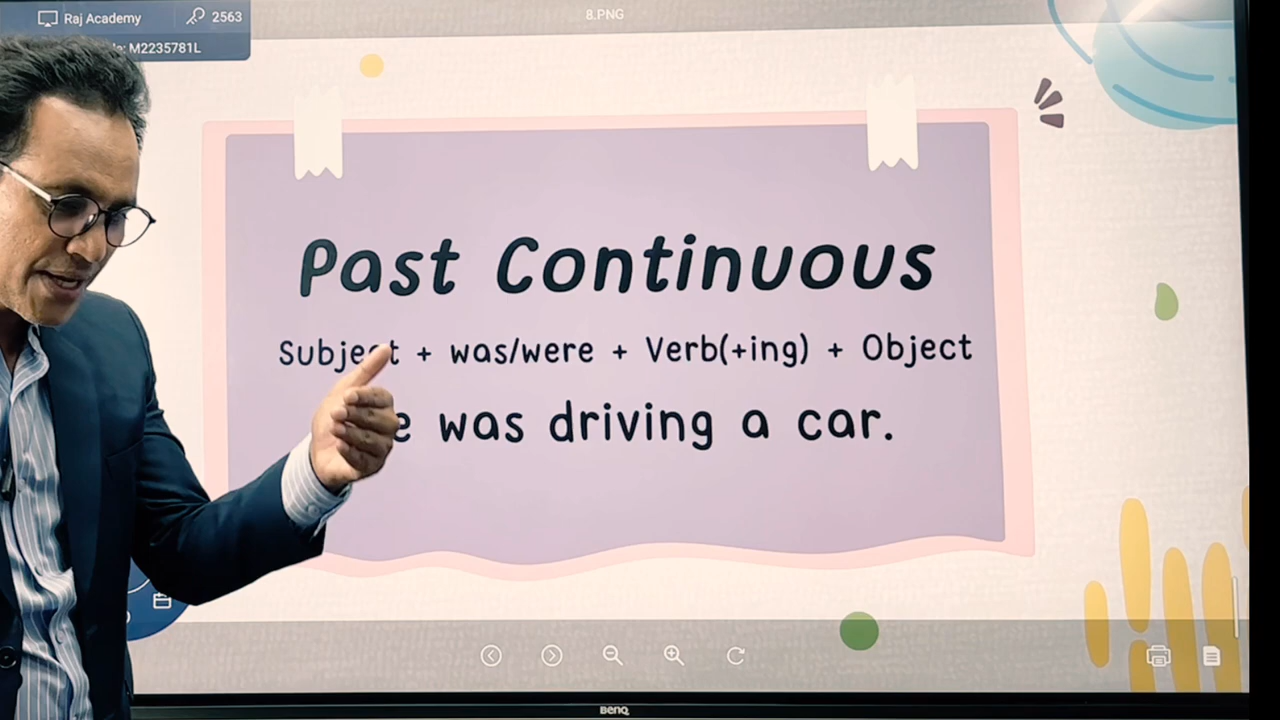 Raj Academy 2563
8.PNG
M2235781L
Past Continuous
Subject + was/were + Verb(+ing) + Object
was driving a car.
BenQ